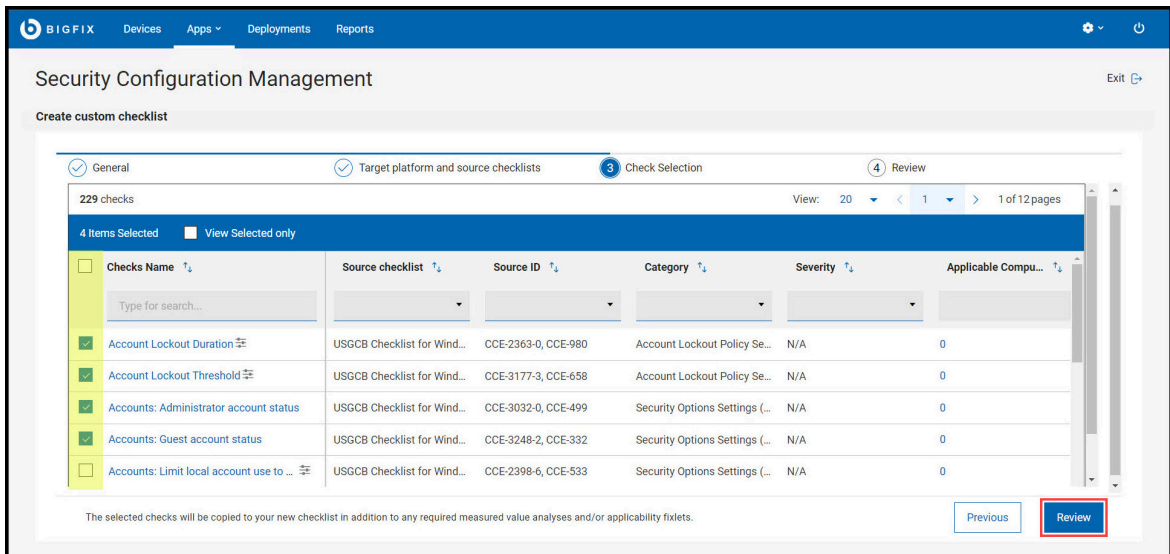 BIGFIX Devices Apps Deployments Reports
Security Configuration Management Exit
Create custom checklist
General Target platform and source checklists 3 Check Selection 4 Review
229 checks View: 20 1 1 of 12 pages
4 Items Selected View Selected only
Checks Name Source checklist Source ID Category Severity Applicable Compu...
Type for search...
Account Lockout Duration USGCB Checklist for Wind... CCE-2363-0, CCE-980 Account Lockout Policy Se... N/A 0
Account Lockout Threshold USGCB Checklist for Wind... CCE-3177-3, CCE-658 Account Lockout Policy Se... N/A 0
Accounts: Administrator account status USGCB Checklist for Wind... CCE-3032-0, CCE-499 Security Options Settings (... N/A 0
Accounts: Guest account status USGCB Checklist for Wind... CCE-3248-2, CCE-332 Security Options Settings (... N/A 0
Accounts: Limit local account use to ... USGCB Checklist for Wind... CCE-2398-6, CCE-533 Security Options Settings (... N/A 0
The selected checks will be copied to your new checklist in addition to any required measured value analyses and/or applicability fixlets. Previous Review